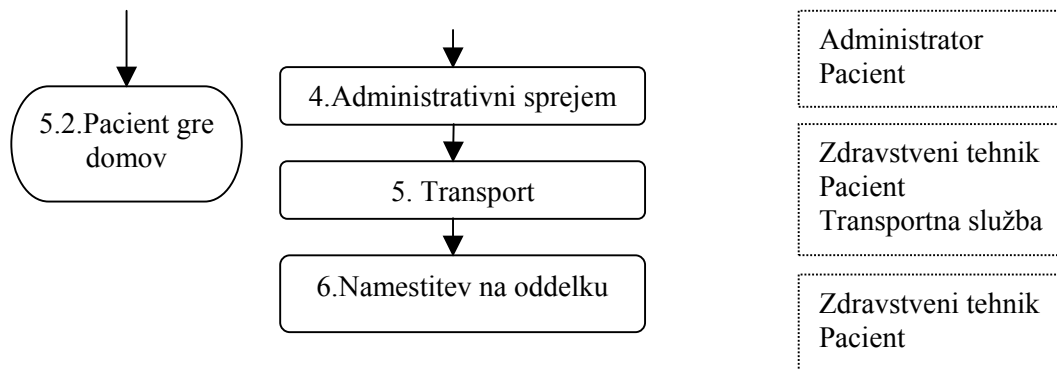 5.2.Pacient gre
domov
4.Administrativni sprejem
5. Transport
6.Namestitev na oddelku
Administrator
Pacient
Zdravstveni tehnik
Pacient
Transportna služba
Zdravstveni tehnik
Pacient